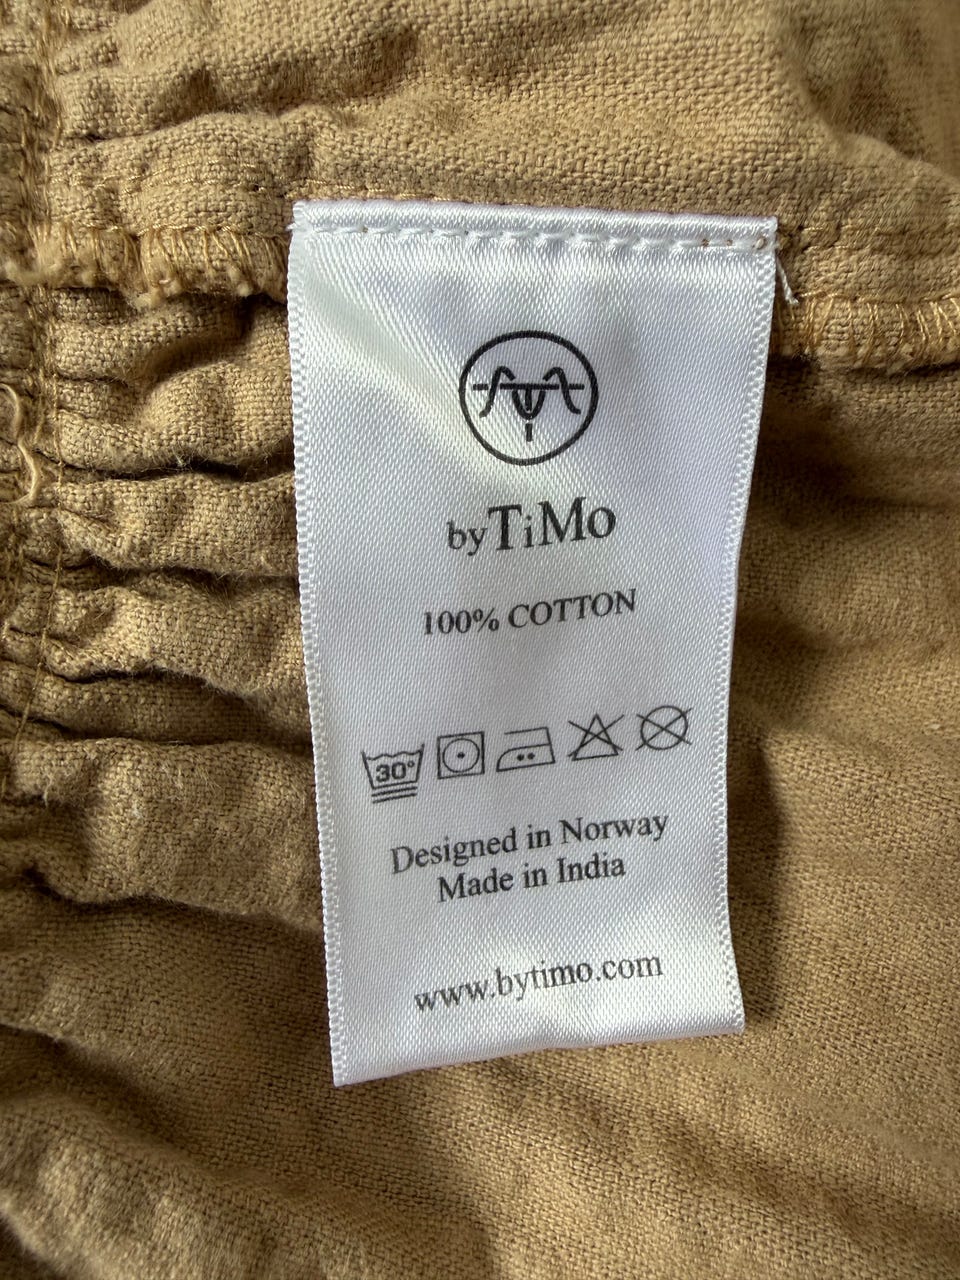 byTiMo
100% COTTON
30°
Designed in Norway
Made in India
www.bytimo.com